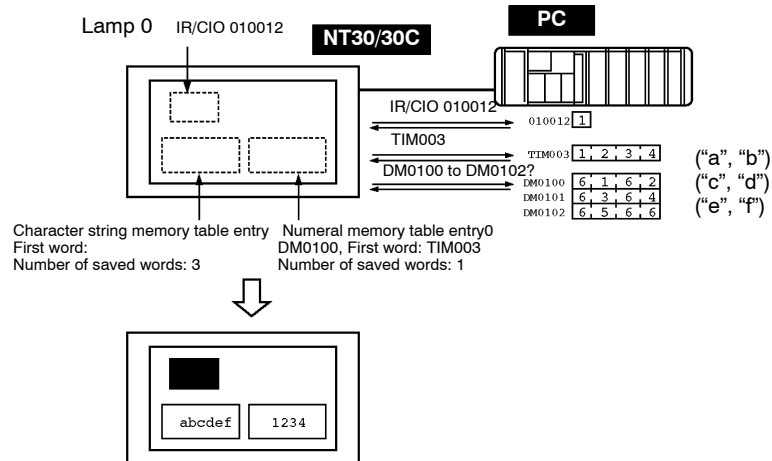 Lamp 0
IR/CIO 010012
NT30/30C
PC
IR/CIO 010012
010012 1
TIM003
TIM003 1 2 3 4
DM0100 to DM0102?
("a", "b")
DM0100 6 1 6 2
("c", "d")
DM0101 6 3 6 4
("e", "f")
DM0102 6 5 6 6
Character string memory table entry
First word:
Number of saved words: 3
Numeral memory table entry0
DM0100, First word: TIM003
Number of saved words: 1
abcdef
1234